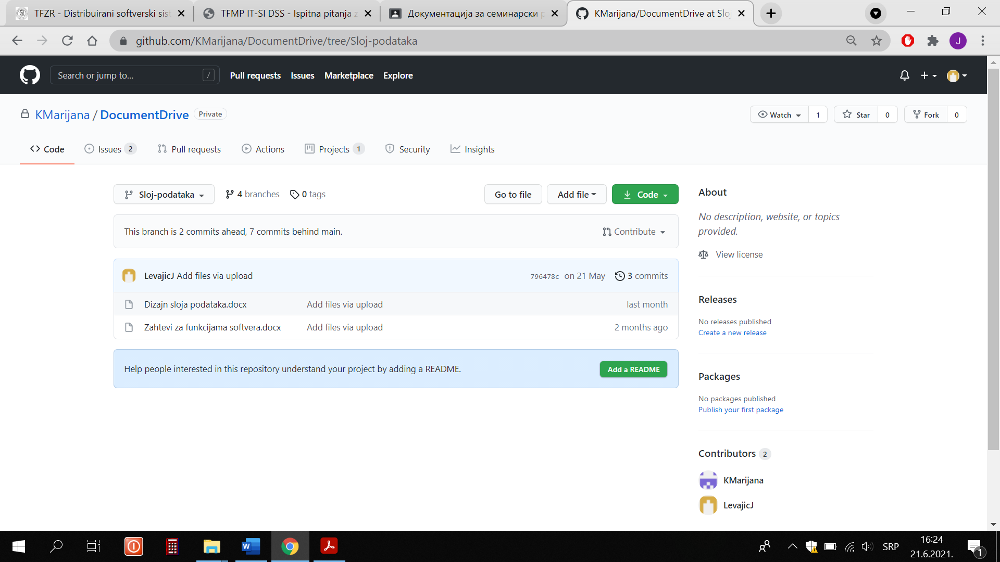 TFZR - Distribuirani softverski sist
TFMP IT-SI DSS - Ispitna pitanja z
Документација за семинарски р
KMarijana/DocumentDrive at Sloj
github.com/KMarijana/DocumentDrive/tree/Sloj-podataka
J
Search or jump to...
/
Pull requests
Issues
Marketplace
Explore
KMarijana / DocumentDrive
Private
Watch 1
Star 0
Fork 0
Code
Issues 2
Pull requests
Actions
Projects 1
Security
Insights
Sloj-podataka
4 branches
0 tags
Go to file
Add file
Code
This branch is 2 commits ahead, 7 commits behind main.
Contribute
LevajicJ Add files via upload
796478c on 21 May
3 commits
Dizajn sloja podataka.docx
Add files via upload
last month
Zahtevi za funkcijama softvera.docx
Add files via upload
2 months ago
Help people interested in this repository understand your project by adding a README.
Add a README
About
No description, website, or topics
provided.
View license
Releases
No releases published
Create a new release
Packages
No packages published
Publish your first package
Contributors 2
KMarijana
LevajicJ
SRP
16:24
21.6.2021.
1